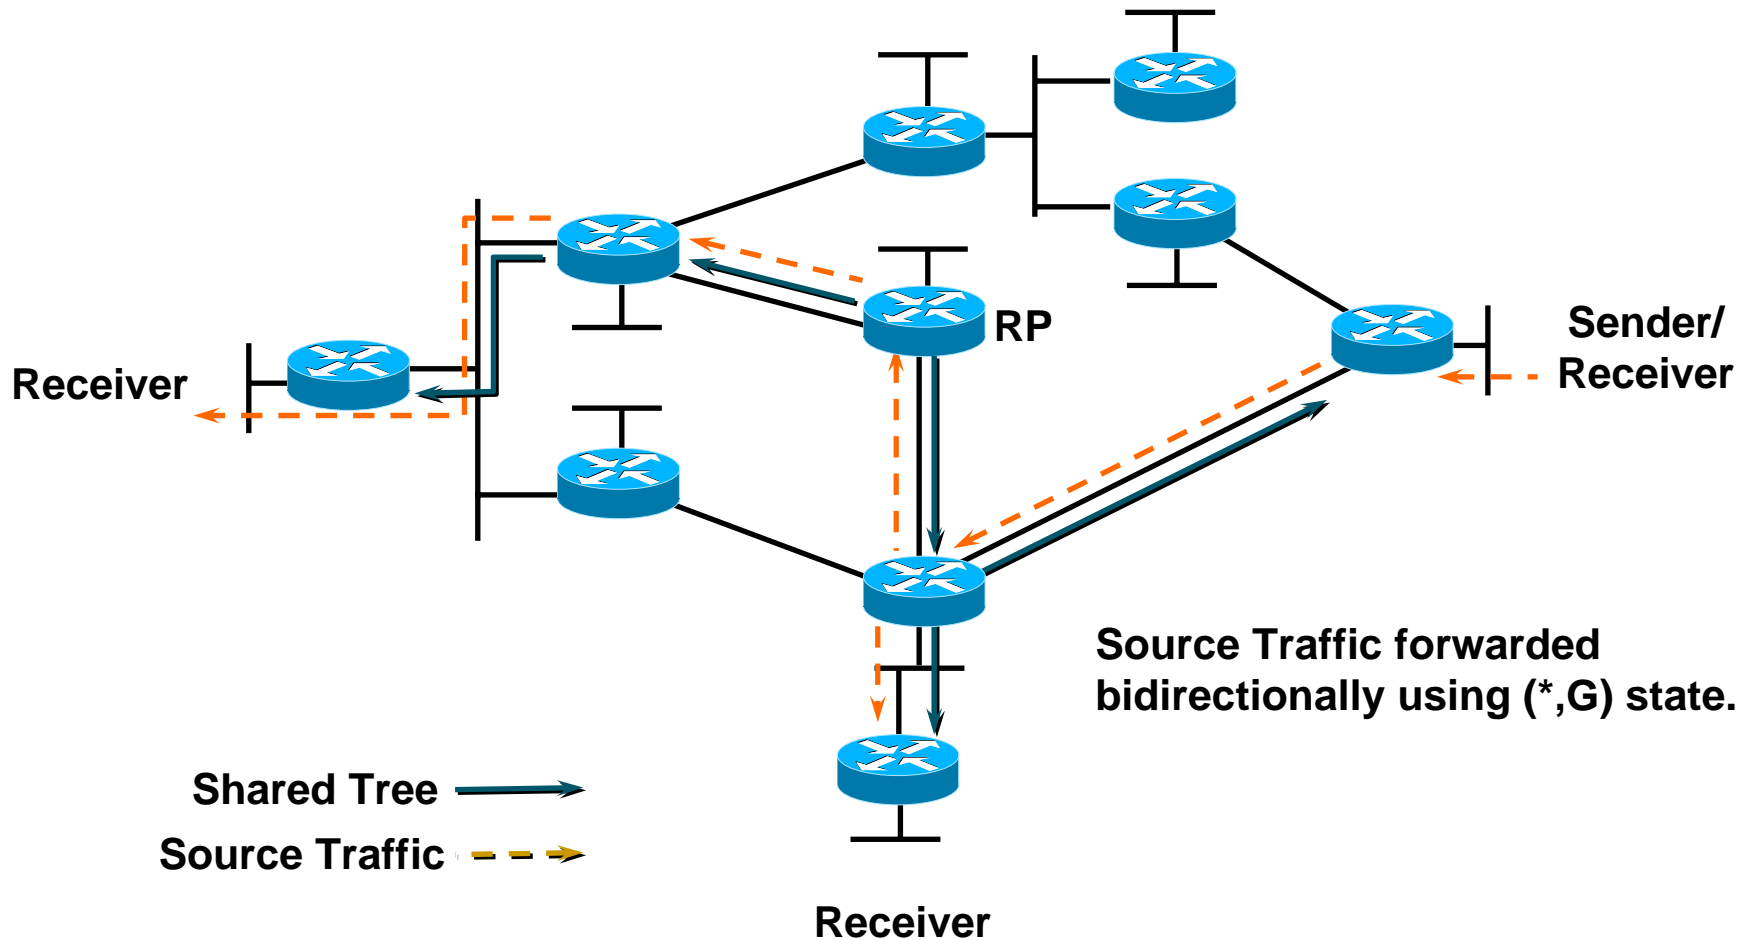 RP
Sender/
Receiver
Receiver
Source Traffic forwarded
bidirectionally using (*,G) state.
Shared Tree
Source Traffic
Receiver